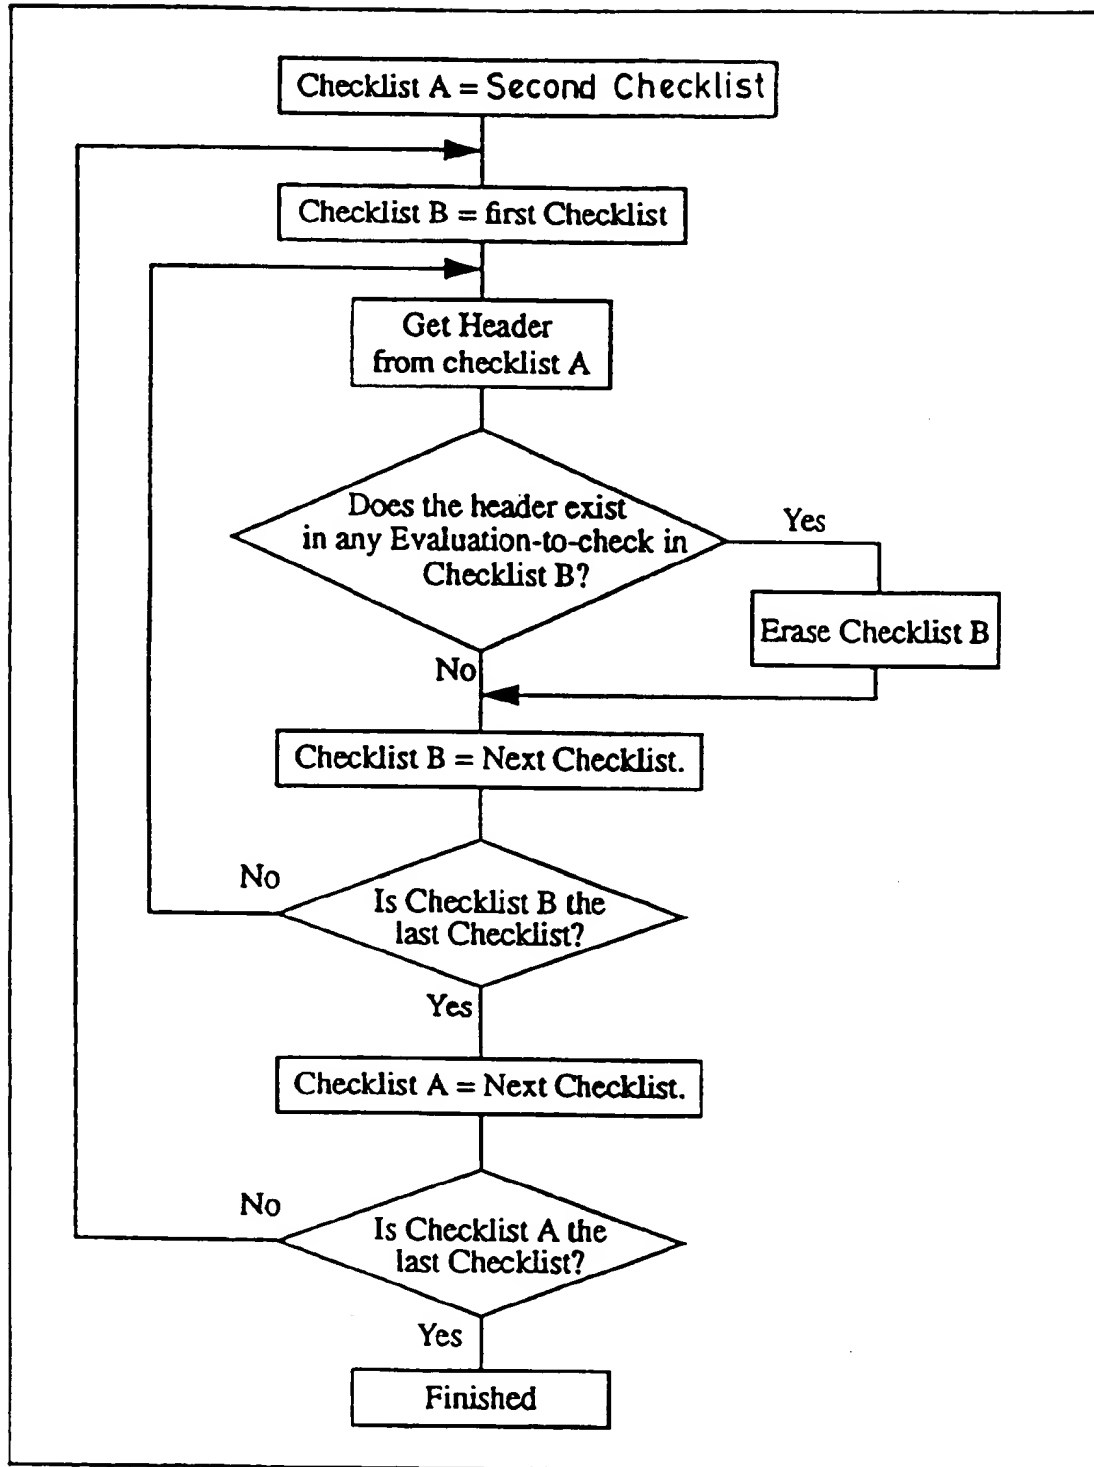 Checklist A = Second Checklist
Checklist B = first Checklist
Get Header
from checklist A
Does the header exist
in any Evaluation-to-check in
Checklist B?
Yes
Erase Checklist B
No
Checklist B = Next Checklist.
No
Is Checklist B the
last Checklist?
Yes
Checklist A = Next Checklist.
No
Is Checklist A the
last Checklist?
Yes
Finished